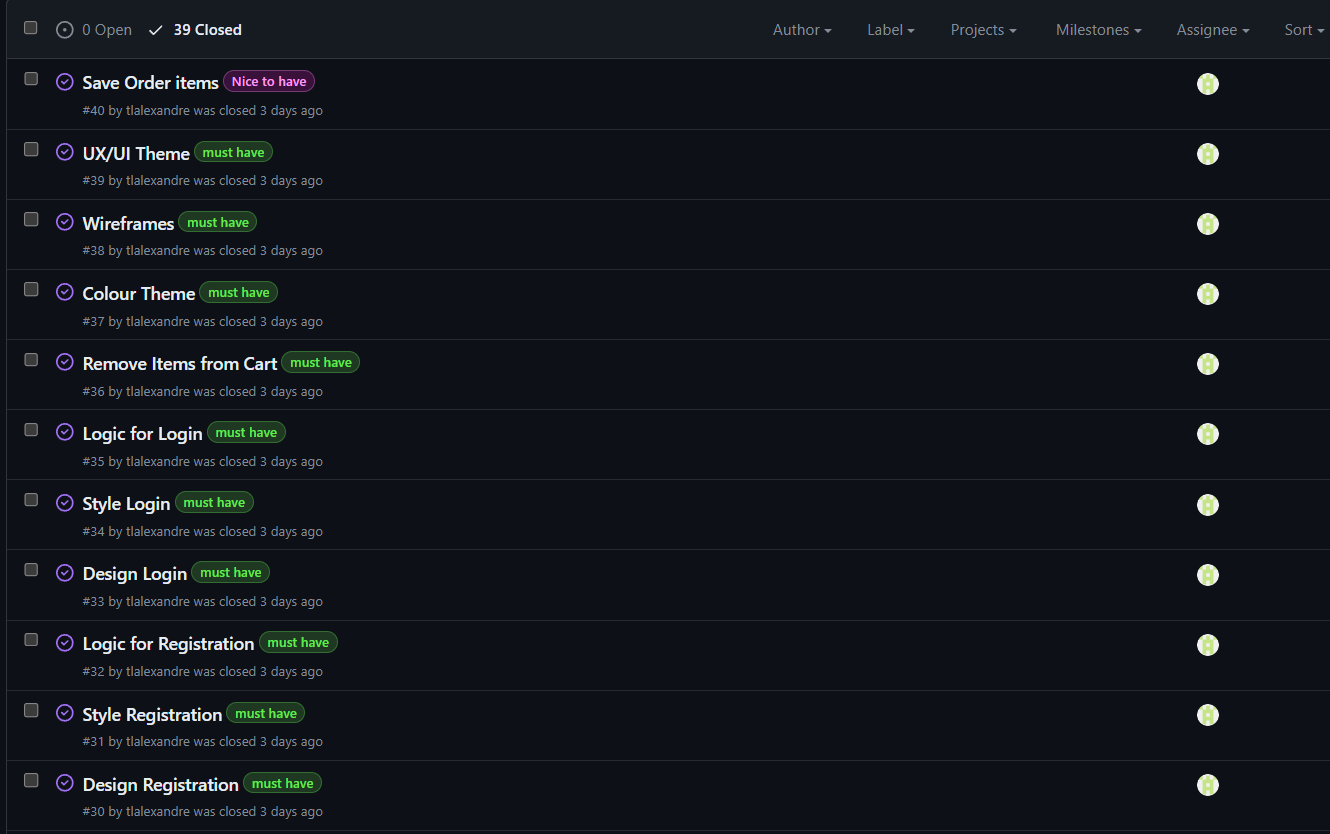 0 Open 39 Closed Author Label Projects Milestones Assignee Sort
Save Order items Nice to have
#40 by tlalexandre was closed 3 days ago
UX/UI Theme must have
#39 by tlalexandre was closed 3 days ago
Wireframes must have
#38 by tlalexandre was closed 3 days ago
Colour Theme must have
#37 by tlalexandre was closed 3 days ago
Remove Items from Cart must have
#36 by tlalexandre was closed 3 days ago
Logic for Login must have
#35 by tlalexandre was closed 3 days ago
Style Login must have
#34 by tlalexandre was closed 3 days ago
Design Login must have
#33 by tlalexandre was closed 3 days ago
Logic for Registration must have
#32 by tlalexandre was closed 3 days ago
Style Registration must have
#31 by tlalexandre was closed 3 days ago
Design Registration must have
#30 by tlalexandre was closed 3 days ago